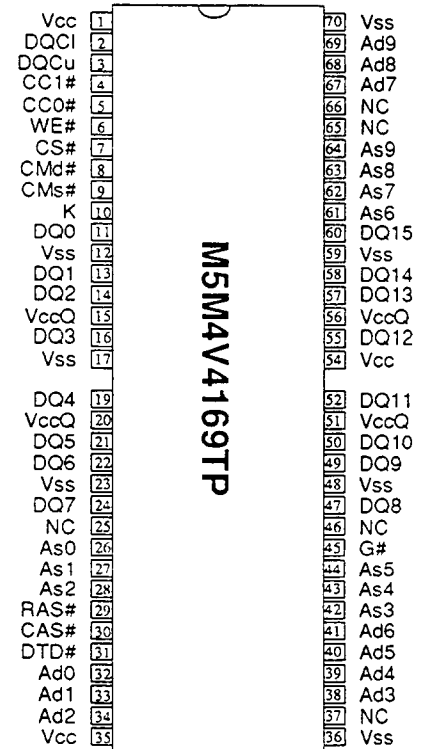 Vcc 1 70 Vss
DQCl 2 69 Ad9
DQCu 3 68 Ad8
CC1# 4 67 Ad7
CC0# 5 66 NC
WE# 6 65 NC
CS# 7 64 As9
CMd# 8 63 As8
CMs# 9 62 As7
K 10 61 As6
DQ0 11 60 DQ15
Vss 12 59 Vss
DQ1 13 58 DQ14
DQ2 14 57 DQ13
VccQ 15 56 VccQ
DQ3 16 55 DQ12
Vss 17 54 Vcc
M5M4V4169TP
DQ4 19 52 DQ11
VccQ 20 51 VccQ
DQ5 21 50 DQ10
DQ6 22 49 DQ9
Vss 23 48 Vss
DQ7 24 47 DQ8
NC 25 46 NC
As0 26 45 G#
As1 27 44 As5
As2 28 43 As4
RAS# 29 42 As3
CAS# 30 41 Ad6
DTD# 31 40 Ad5
Ad0 32 39 Ad4
Ad1 33 38 Ad3
Ad2 34 37 NC
Vcc 35 36 Vss